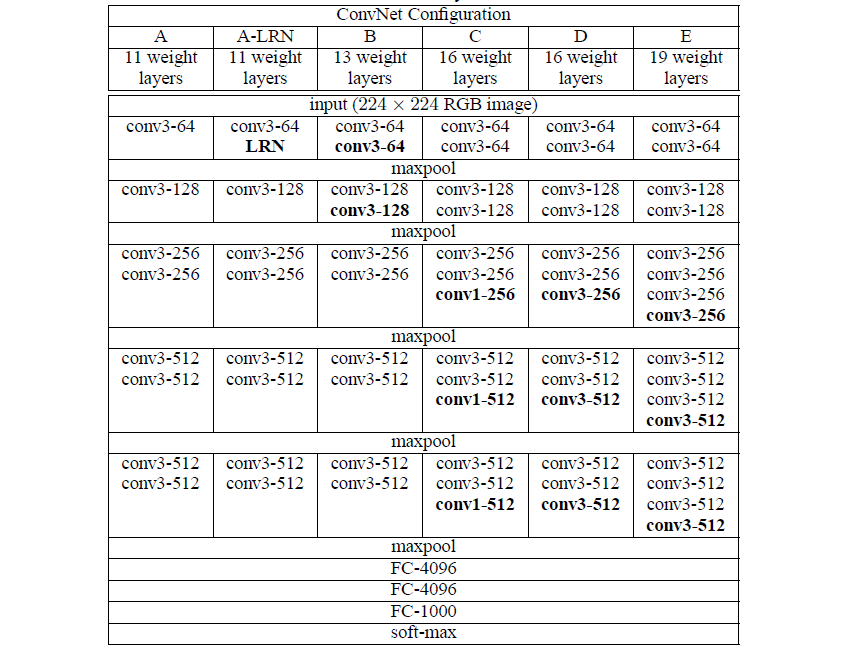 ConvNet Configuration
A A-LRN B C D E
11 weight 11 weight 13 weight 16 weight 16 weight 19 weight
layers layers layers layers layers layers
input (224 × 224 RGB image)
conv3-64 conv3-64 conv3-64 conv3-64 conv3-64 conv3-64
LRN conv3-64 conv3-64 conv3-64 conv3-64
maxpool
conv3-128 conv3-128 conv3-128 conv3-128 conv3-128 conv3-128
conv3-128 conv3-128 conv3-128 conv3-128
maxpool
conv3-256 conv3-256 conv3-256 conv3-256 conv3-256 conv3-256
conv3-256 conv3-256 conv3-256 conv3-256 conv3-256 conv3-256
conv1-256 conv3-256 conv3-256
conv3-256
maxpool
conv3-512 conv3-512 conv3-512 conv3-512 conv3-512 conv3-512
conv3-512 conv3-512 conv3-512 conv3-512 conv3-512 conv3-512
conv1-512 conv3-512 conv3-512
conv3-512
maxpool
conv3-512 conv3-512 conv3-512 conv3-512 conv3-512 conv3-512
conv3-512 conv3-512 conv3-512 conv3-512 conv3-512 conv3-512
conv1-512 conv3-512 conv3-512
conv3-512
maxpool
FC-4096
FC-4096
FC-1000
soft-max